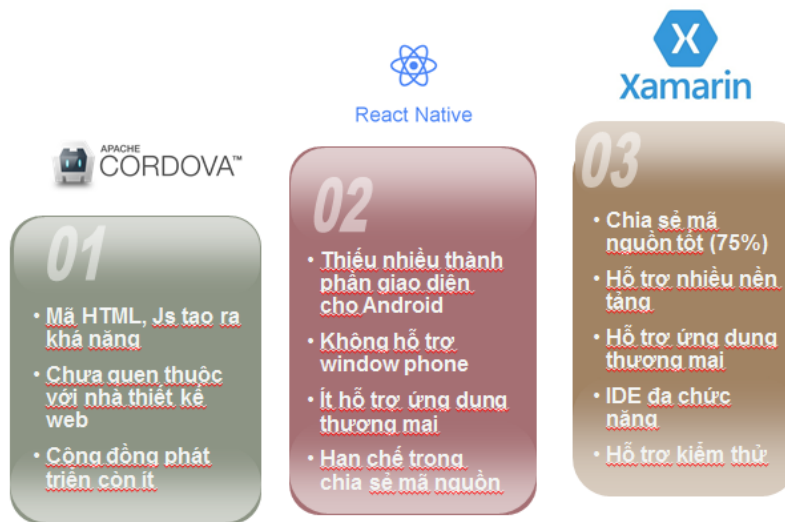 APACHE
CORDOVA™
01
• Mã HTML, Js tạo ra
khá năng
• Chưa quen thuộc
với nhà thiết kế
web
• Cộng đồng phát
triển còn ít
React Native
02
• Thiếu nhiều thành
phần giao diện
cho Android
• Không hỗ trợ
window phone
• Ít hỗ trợ ứng dụng
thương mại
• Hạn chế trong
chia sẻ mã nguồn
Xamarin
03
• Chia sẻ mã
nguồn tốt (75%)
• Hỗ trợ nhiều nền
tảng
• Hỗ trợ ứng dụng
thương mại
• IDE đa chức
năng
• Hỗ trợ kiểm thử